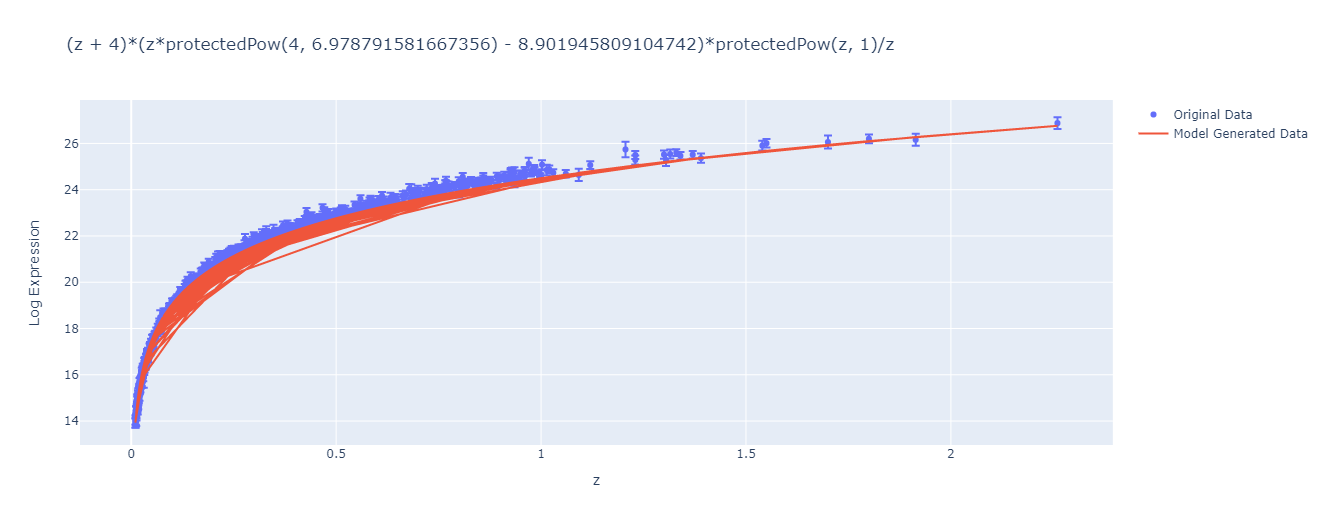 (z + 4)*(z*protectedPow(4, 6.978791581667356) - 8.901945809104742)*protectedPow(z, 1)/z
Original Data
Model Generated Data
Log Expression
26
24
22
20
18
16
14
0
0.5
1
1.5
2
z